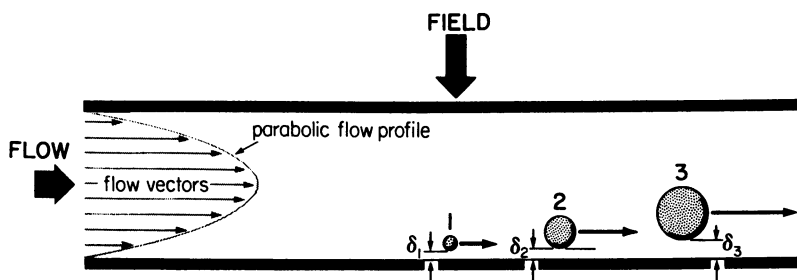 FIELD
parabolic flow profile
FLOW
flow vectors
1
2
3
δ₁
δ₂
δ₃